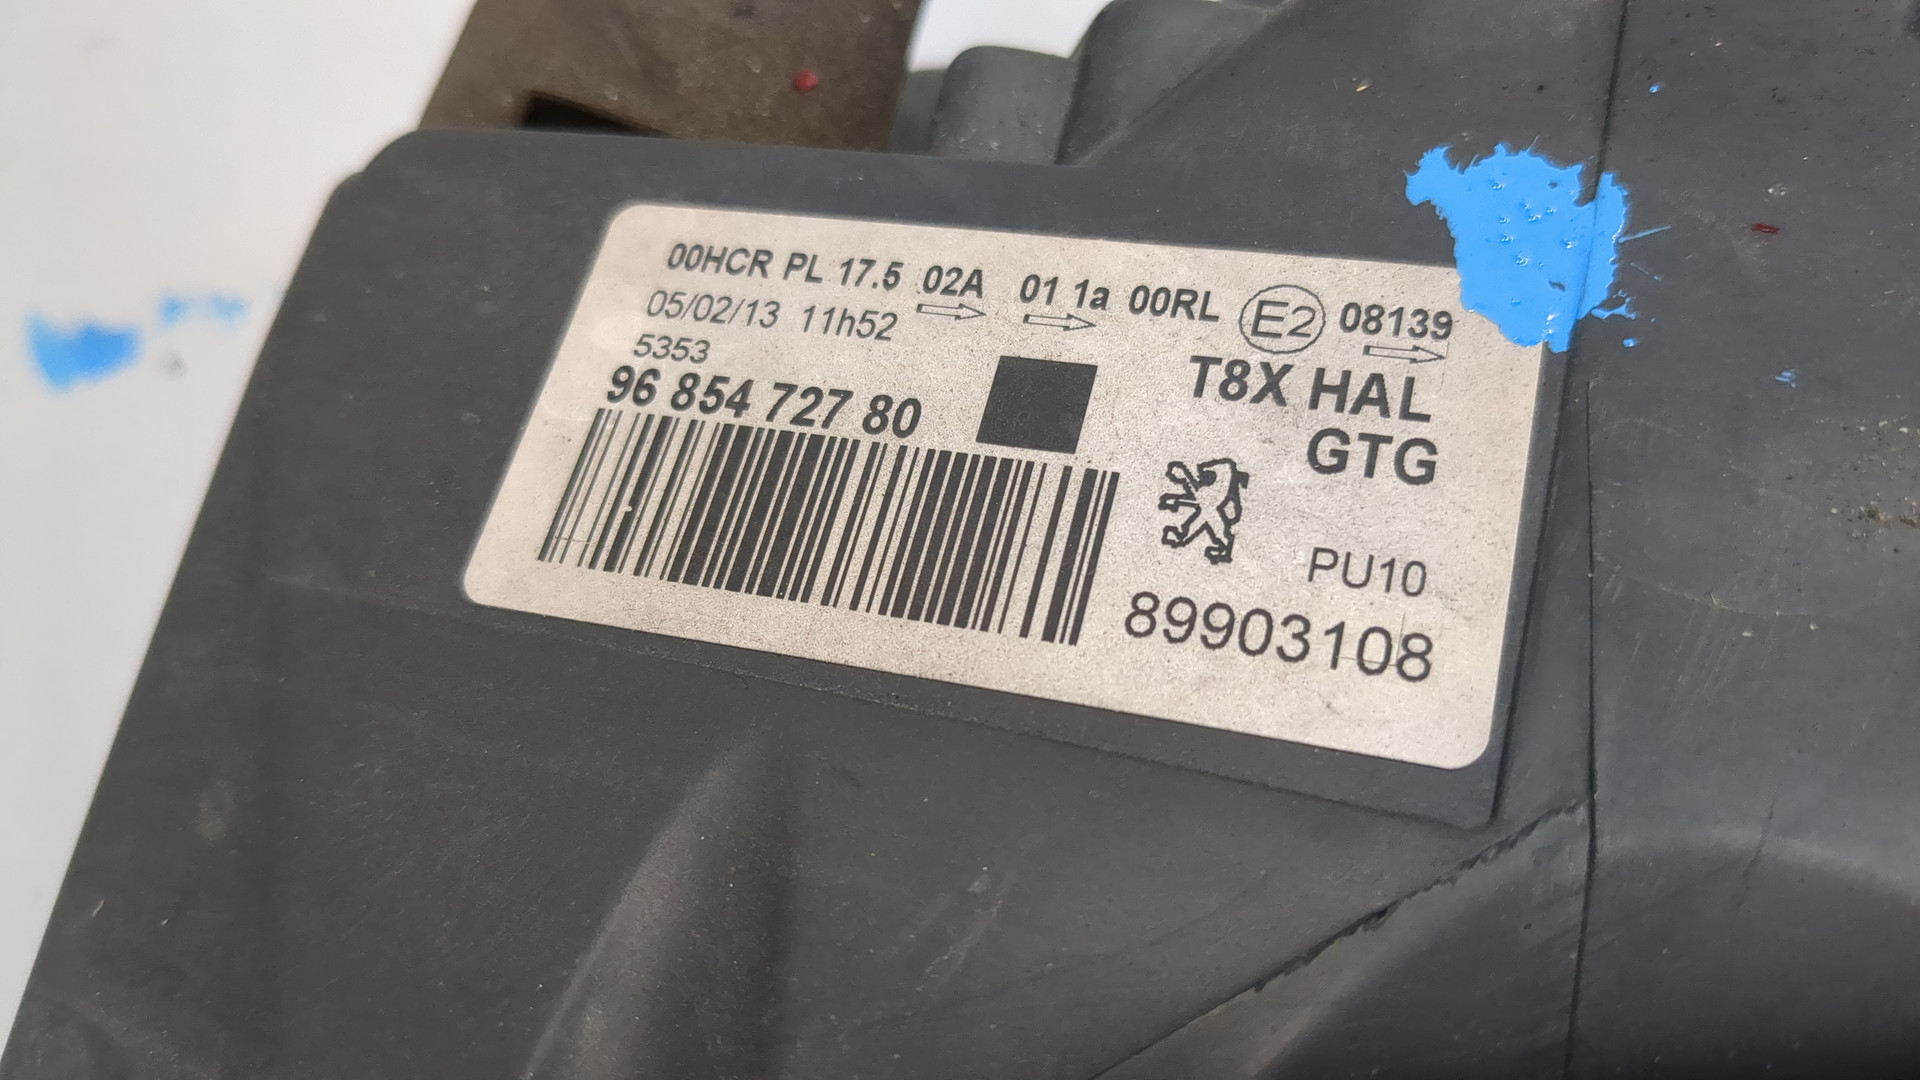 00HCR PL 17.5 02A 01 1a 00RL E2 08139
05/02/13 11h52
5353
96 854 727 80
T8X HAL
GTG
PU10
89903108